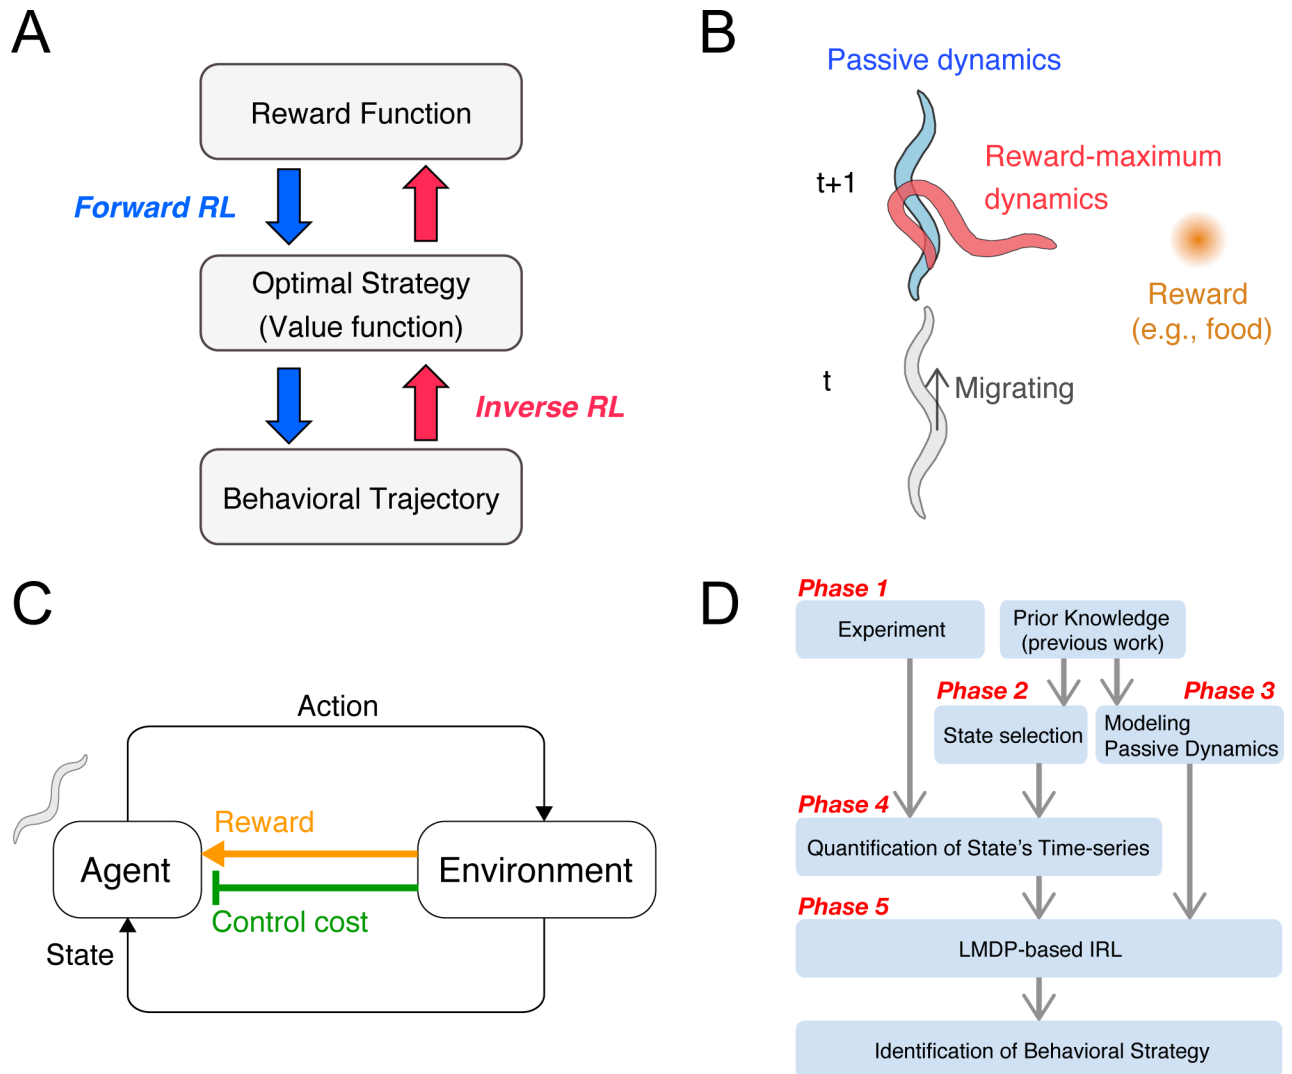 A
Reward Function
Forward RL
Optimal Strategy
(Value function)
Inverse RL
Behavioral Trajectory
B
Passive dynamics
t+1
Reward-maximum
dynamics
Reward
(e.g., food)
t
Migrating
C
Action
Reward
Agent
Environment
Control cost
State
D
Phase 1
Experiment
Prior Knowledge
(previous work)
Phase 2
Phase 3
State selection
Modeling
Passive Dynamics
Phase 4
Quantification of State's Time-series
Phase 5
LMDP-based IRL
Identification of Behavioral Strategy